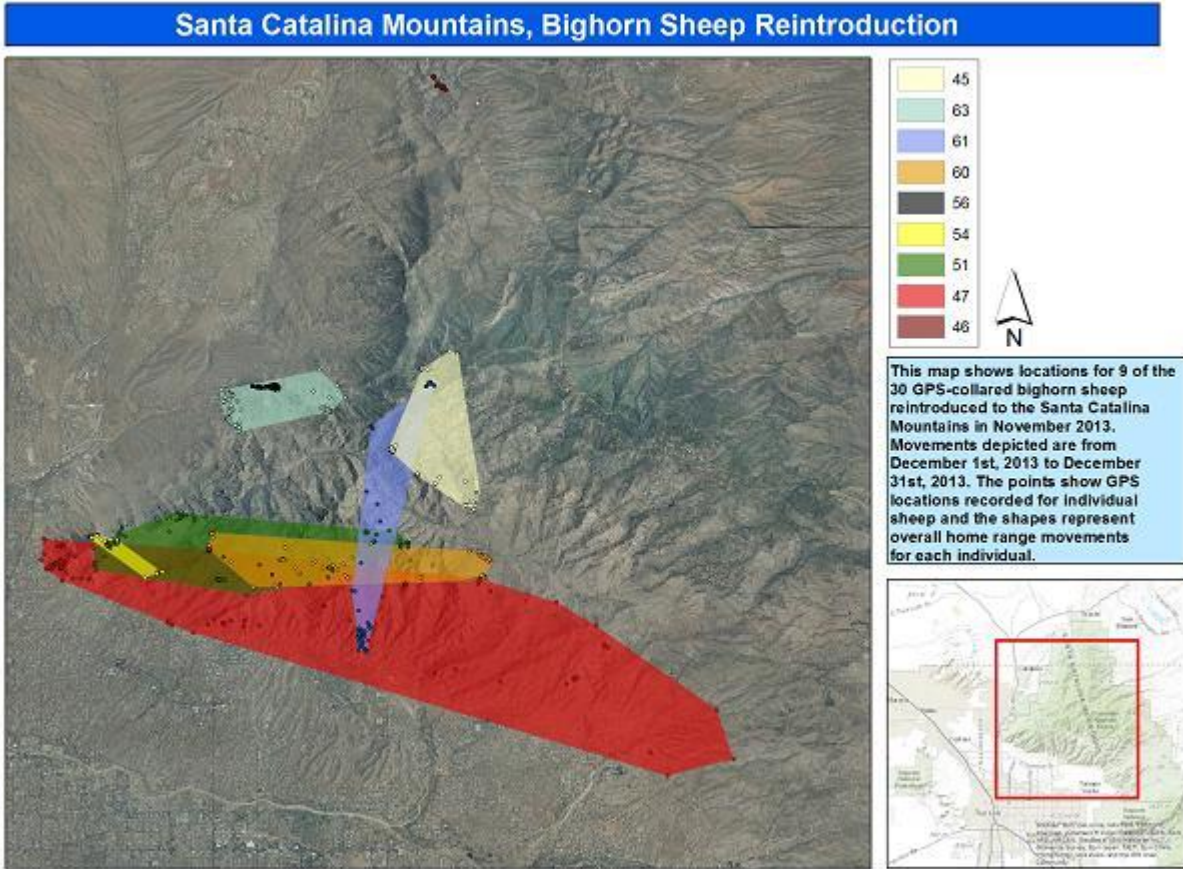 Santa Catalina Mountains, Bighorn Sheep Reintroduction
45
63
61
60
56
54
51
47
46
N
This map shows locations for 9 of the
30 GPS-collared bighorn sheep
reintroduced to the Santa Catalina
Mountains in November 2013.
Movements depicted are from
December 1st, 2013 to December
31st, 2013. The points show GPS
locations recorded for individual
sheep and the shapes represent
overall home range movements
for each individual.